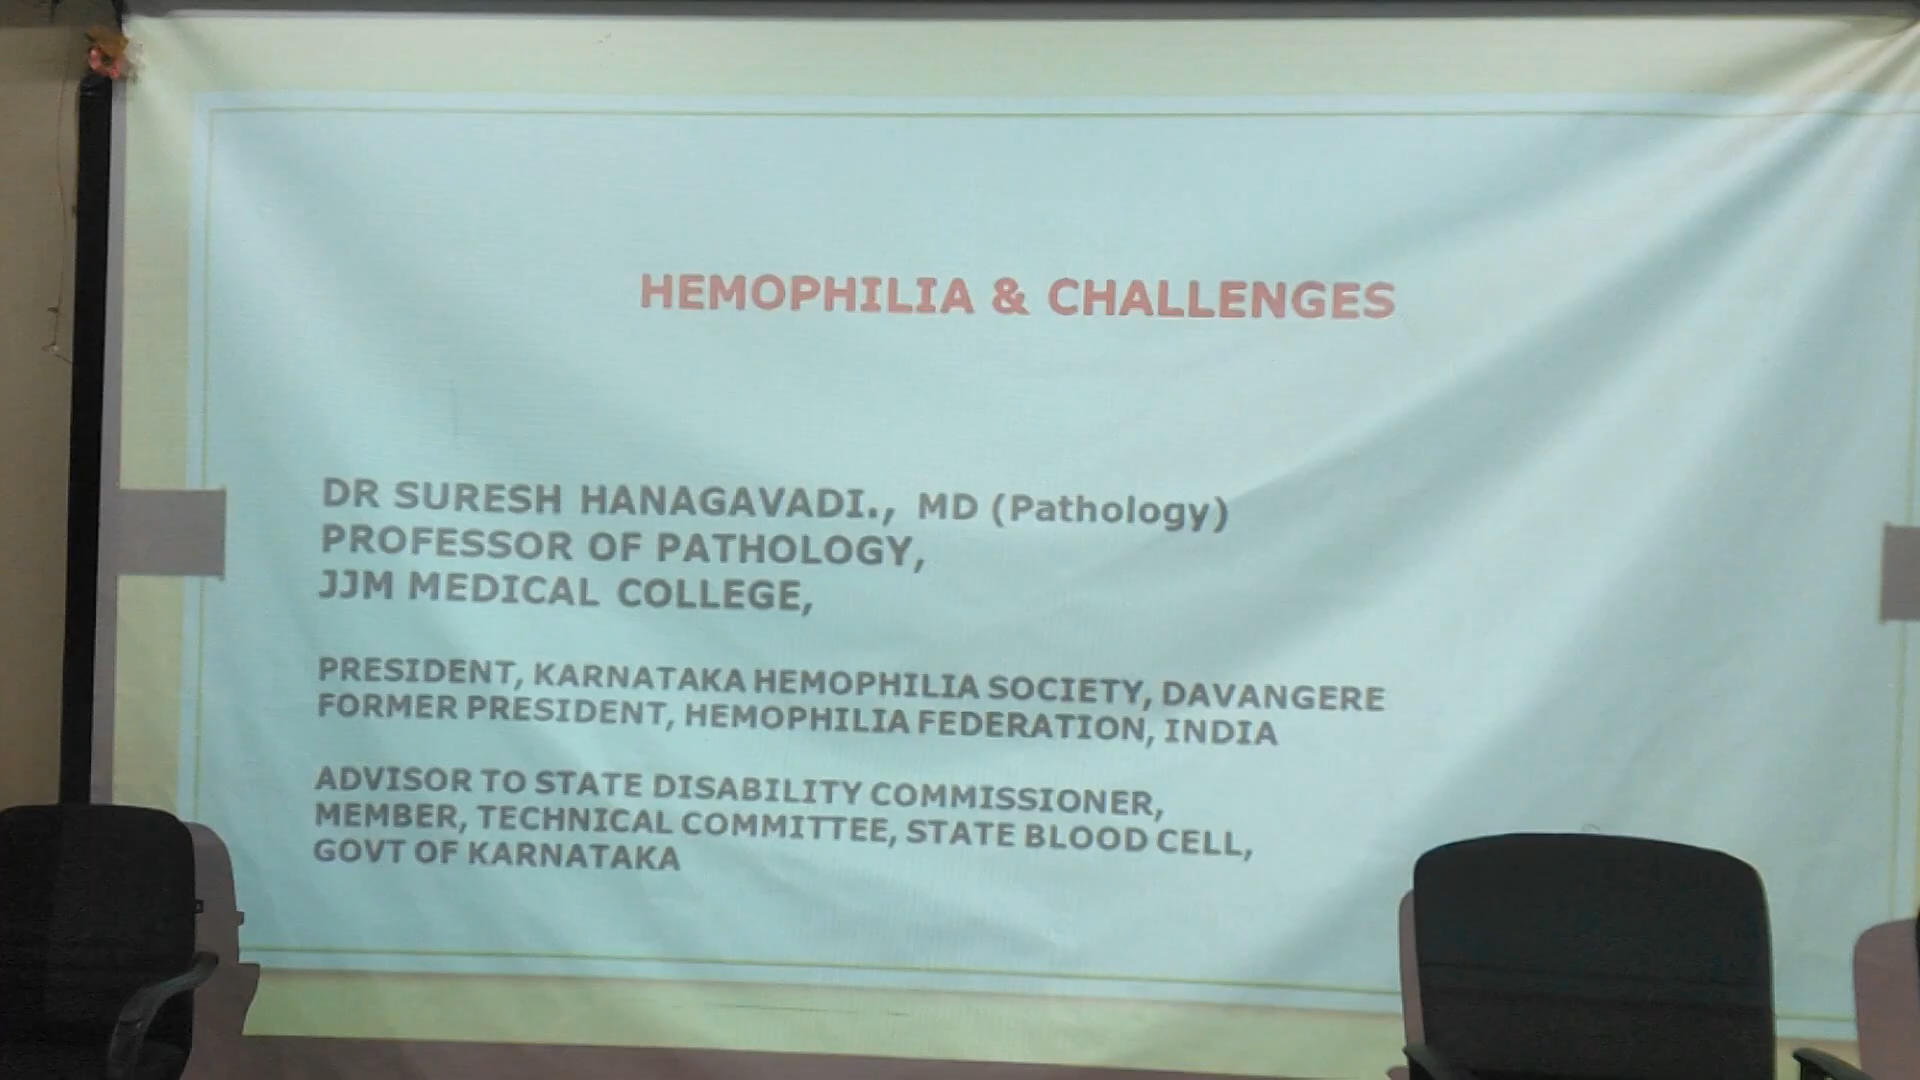 HEMOPHILIA & CHALLENGES
DR SURESH HANAGAVADI., MD (Pathology)
PROFESSOR OF PATHOLOGY,
JJM MEDICAL COLLEGE,
PRESIDENT, KARNATAKA HEMOPHILIA SOCIETY, DAVANGERE
FORMER PRESIDENT, HEMOPHILIA FEDERATION, INDIA
ADVISOR TO STATE DISABILITY COMMISSIONER,
MEMBER, TECHNICAL COMMITTEE, STATE BLOOD CELL,
GOVT OF KARNATAKA